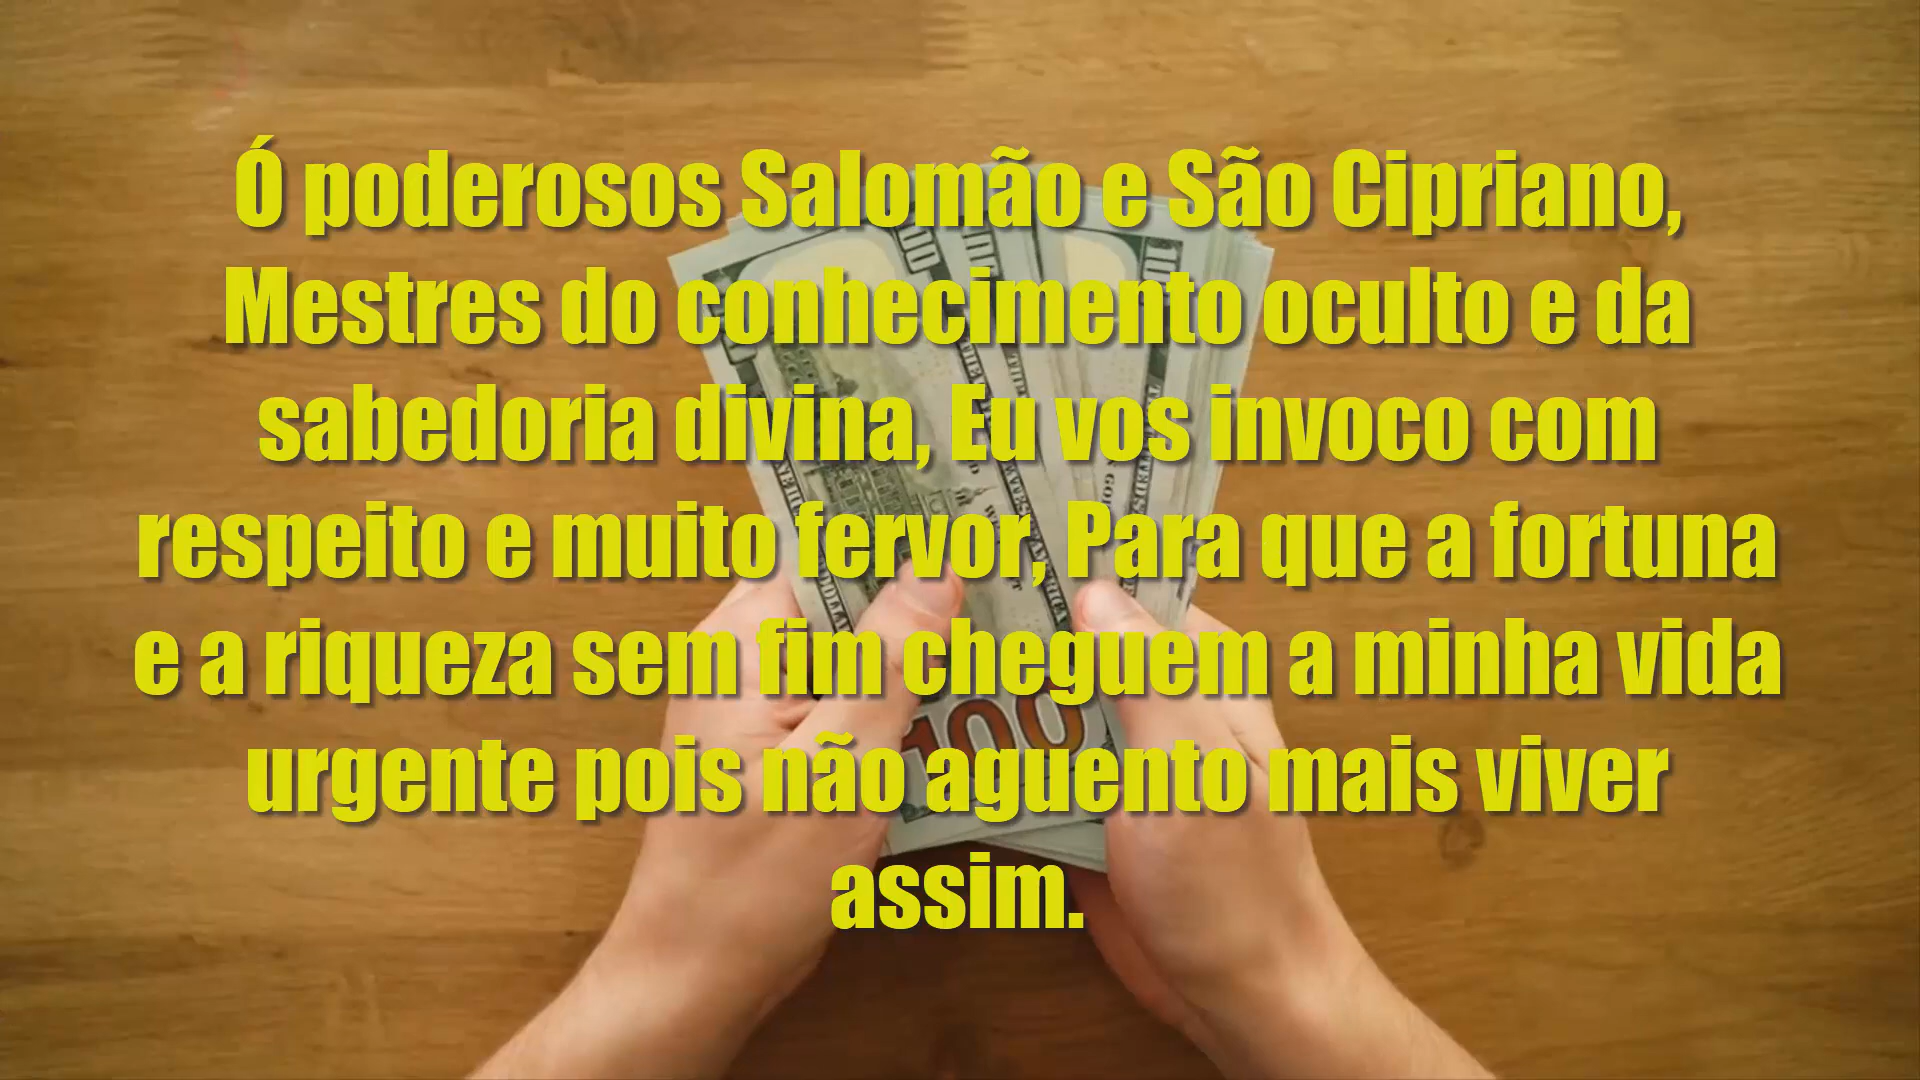 Ó poderosos Salomão e São Cipriano,
Mestres do conhecimento oculto e da
sabedoria divina, Eu vos invoco com
respeito e muito fervor, Para que a fortuna
e a riqueza sem fim cheguem a minha vida
urgente pois não aguento mais viver
assim.
100